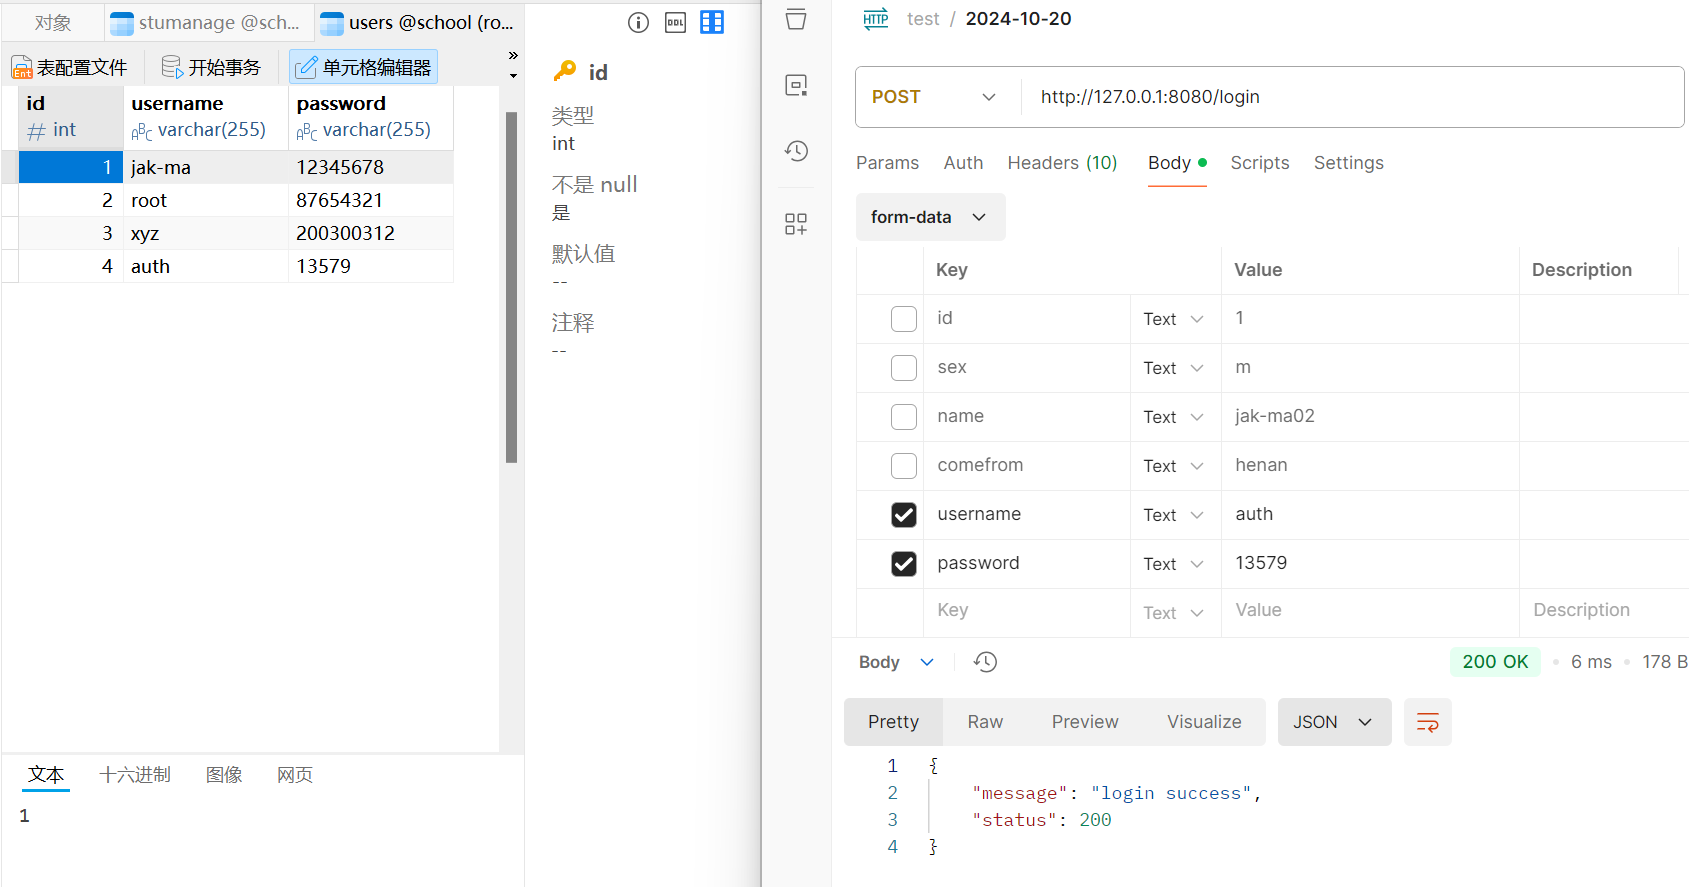 对象
stumanage @sch...
users @school (ro...
表配置文件
开始事务
单元格编辑器
»
id
# int
username
ABC varchar(255)
password
ABC varchar(255)
1 jak-ma 12345678
2 root 87654321
3 xyz 200300312
4 auth 13579
文本
十六进制
图像
网页
1
DDL
id
类型
int
不是 null
是
默认值
--
注释
--
HTTP
test / 2024-10-20
POST
http://127.0.0.1:8080/login
Params
Auth
Headers (10)
Body
Scripts
Settings
form-data
Key Value Description
id Text 1
sex Text m
name Text jak-ma02
comefrom Text henan
username Text auth
password Text 13579
Key Text Value Description
Body
200 OK • 6 ms • 178 B
Pretty
Raw
Preview
Visualize
JSON
1 {
2 "message": "login success",
3 "status": 200
4 }